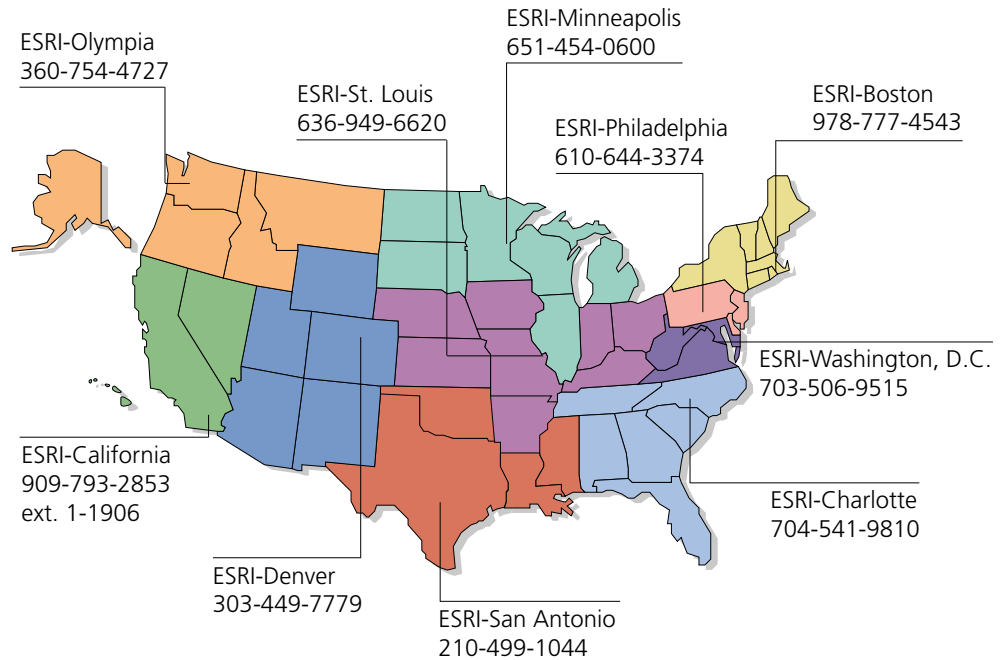 ESRI-Minneapolis
651-454-0600
ESRI-Olympia
360-754-4727
ESRI-St. Louis
636-949-6620
ESRI-Boston
978-777-4543
ESRI-Philadelphia
610-644-3374
ESRI-Washington, D.C.
703-506-9515
ESRI-California
909-793-2853
ext. 1-1906
ESRI-Charlotte
704-541-9810
ESRI-Denver
303-449-7779
ESRI-San Antonio
210-499-1044